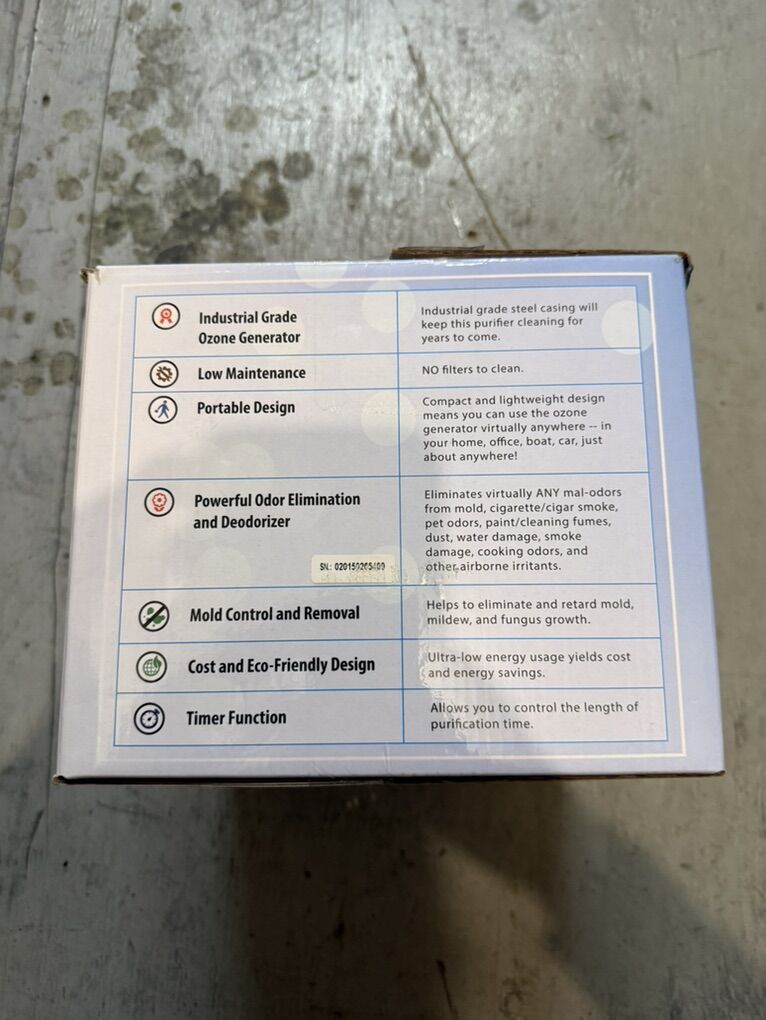 Industrial Grade
Ozone Generator
Industrial grade steel casing will
keep this purifier cleaning for
years to come.
Low Maintenance
NO filters to clean.
Portable Design
Compact and lightweight design
means you can use the ozone
generator virtually anywhere -- in
your home, office, boat, car, just
about anywhere!
Powerful Odor Elimination
and Deodorizer
Eliminates virtually ANY mal-odors
from mold, cigarette/cigar smoke,
pet odors, paint/cleaning fumes,
dust, water damage, smoke
damage, cooking odors, and
other airborne irritants.
SN.:
Mold Control and Removal
Helps to eliminate and retard mold,
mildew, and fungus growth.
Cost and Eco-Friendly Design
Ultra-low energy usage yields cost
and energy savings.
Timer Function
Allows you to control the length of
purification time.